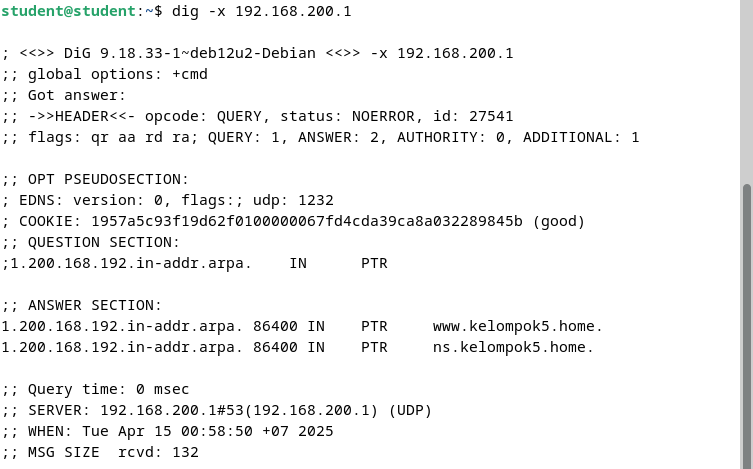 student@student:~$ dig -x 192.168.200.1
; <<>> DiG 9.18.33-1~deb12u2-Debian <<>> -x 192.168.200.1
;; global options: +cmd
;; Got answer:
;; ->>HEADER<<- opcode: QUERY, status: NOERROR, id: 27541
;; flags: qr aa rd ra; QUERY: 1, ANSWER: 2, AUTHORITY: 0, ADDITIONAL: 1
;; OPT PSEUDOSECTION:
; EDNS: version: 0, flags:; udp: 1232
; COOKIE: 1957a5c93f19d62f0100000067fd4cda39ca8a032289845b (good)
;; QUESTION SECTION:
;1.200.168.192.in-addr.arpa.    IN      PTR
;; ANSWER SECTION:
1.200.168.192.in-addr.arpa. 86400 IN    PTR     www.kelompok5.home.
1.200.168.192.in-addr.arpa. 86400 IN    PTR     ns.kelompok5.home.
;; Query time: 0 msec
;; SERVER: 192.168.200.1#53(192.168.200.1) (UDP)
;; WHEN: Tue Apr 15 00:58:50 +07 2025
;; MSG SIZE  rcvd: 132